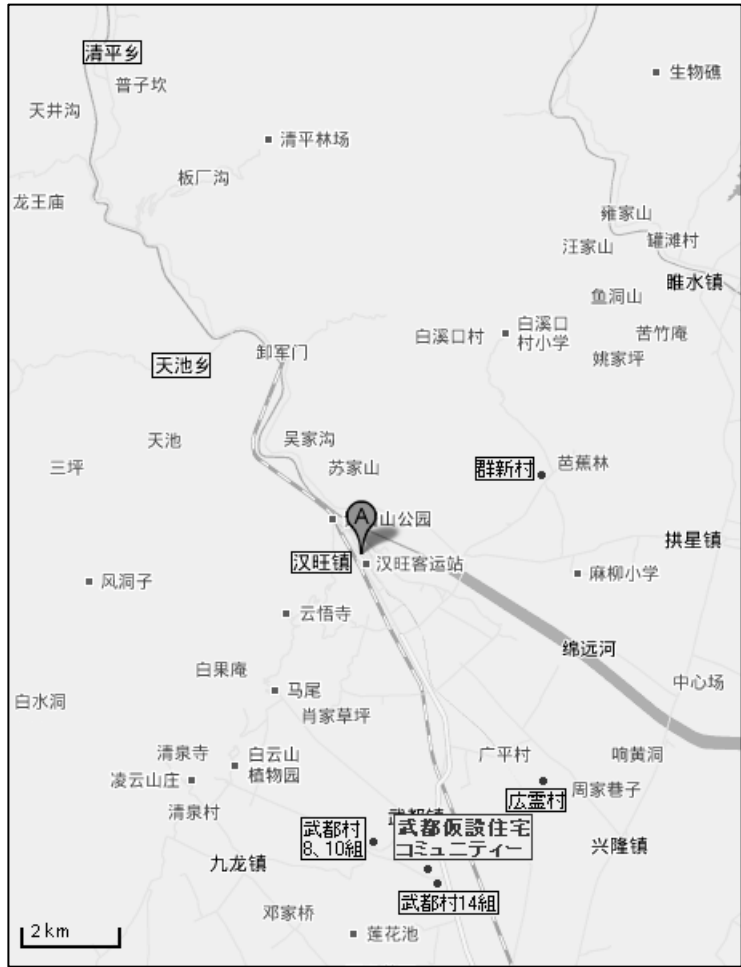 清平乡
普子坎
生物礁
天井沟
清平林场
板厂沟
龙王庙
雍家山
罐滩村
汪家山
睢水镇
鱼洞山
白溪口村
白溪口
村小学
苦竹庵
姚家坪
卸军门
天池乡
天池
吴家沟
苏家山
三坪
群新村
芭蕉林
山公园
A
拱星镇
汉旺镇
汉旺客运站
麻柳小学
风洞子
云悟寺
绵远河
白果庵
中心场
马尾
白水洞
肖家草坪
清泉寺
白云山
植物园
广平村
响黄洞
凌云山庄
周家巷子
広霊村
清泉村
武都村
8、10組
武都仮設住宅
コミュニティー
兴隆镇
九龙镇
武都村14組
邓家桥
莲花池
2km